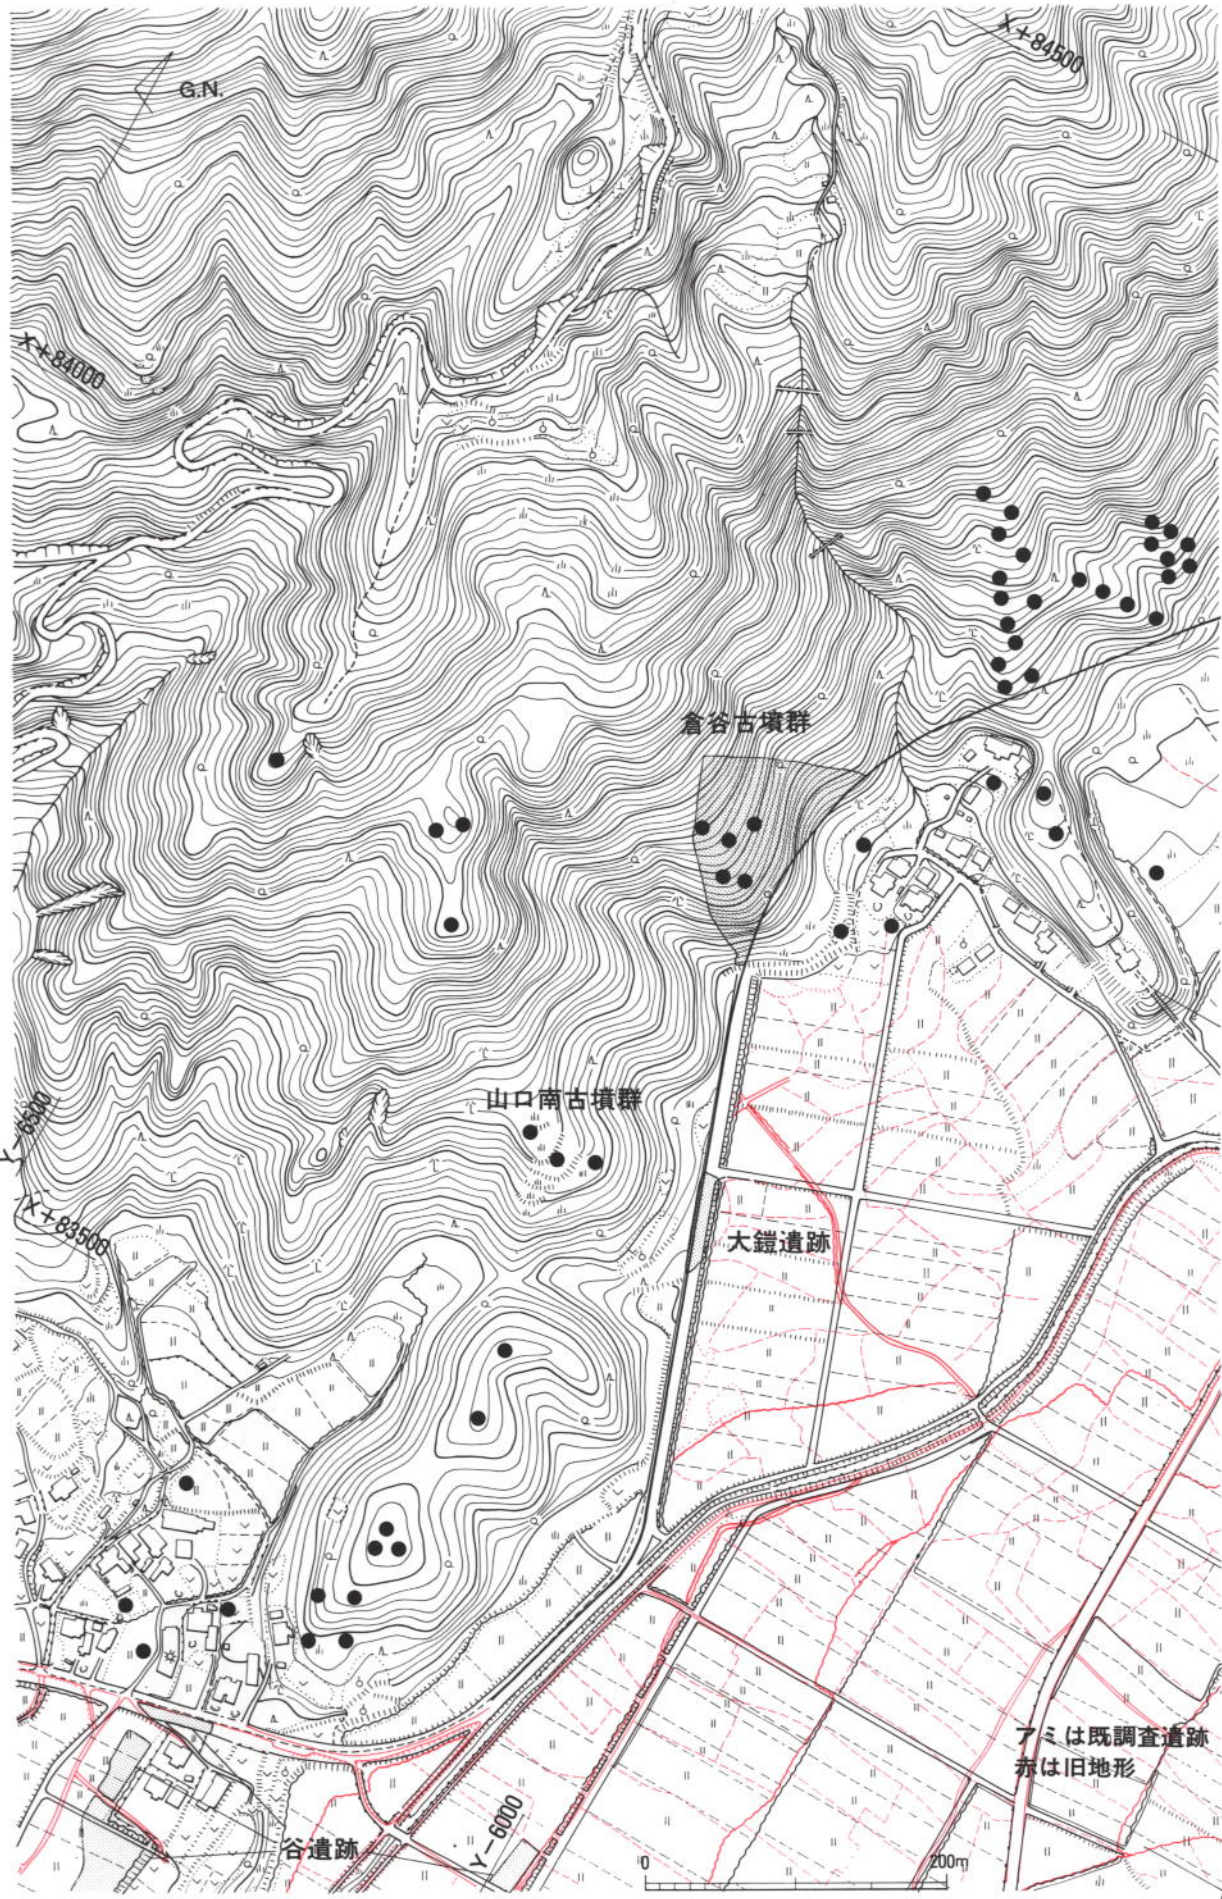 G.N.
X+84500
X+84000
倉谷古墳群
山口南古墳群
Y-6500
X+83500
大鎧遺跡
アミは既調査遺跡
赤は旧地形
谷遺跡
Y-6000
0 200m